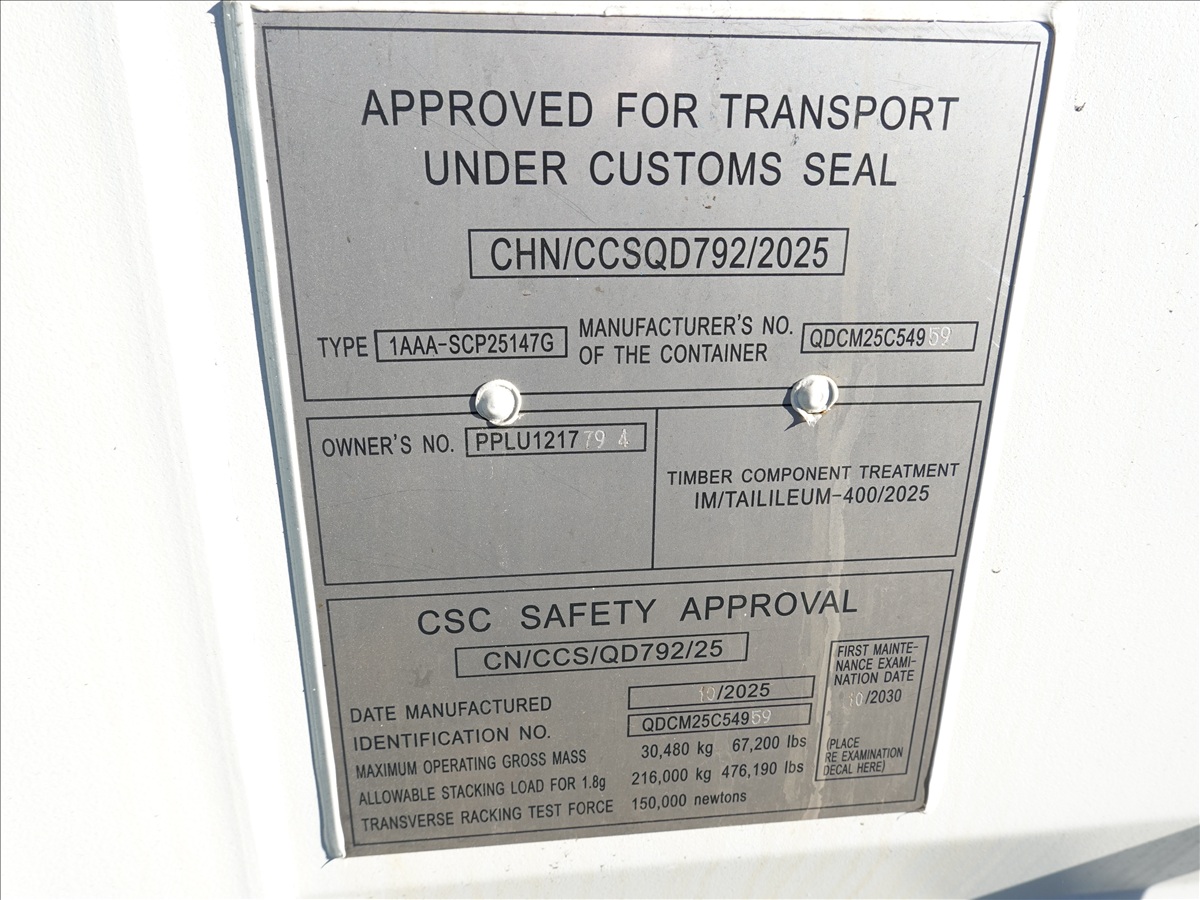 APPROVED FOR TRANSPORT
UNDER CUSTOMS SEAL
CHN/CCSQD792/2025
TYPE 1AAA-SCP25147G
MANUFACTURER'S NO.
OF THE CONTAINER
QDCM25C54959
OWNER'S NO. PPLU121779 4
TIMBER COMPONENT TREATMENT
IM/TAILILEUM-400/2025
CSC SAFETY APPROVAL
CN/CCS/QD792/25
DATE MANUFACTURED 10/2025
IDENTIFICATION NO. QDCM25C54959
MAXIMUM OPERATING GROSS MASS 30,480 kg 67,200 lbs
ALLOWABLE STACKING LOAD FOR 1.8g 216,000 kg 476,190 lbs
TRANSVERSE RACKING TEST FORCE 150,000 newtons
FIRST MAINTE-
NANCE EXAMI-
NATION DATE
10/2030
(PLACE
RE EXAMINATION
DECAL HERE)